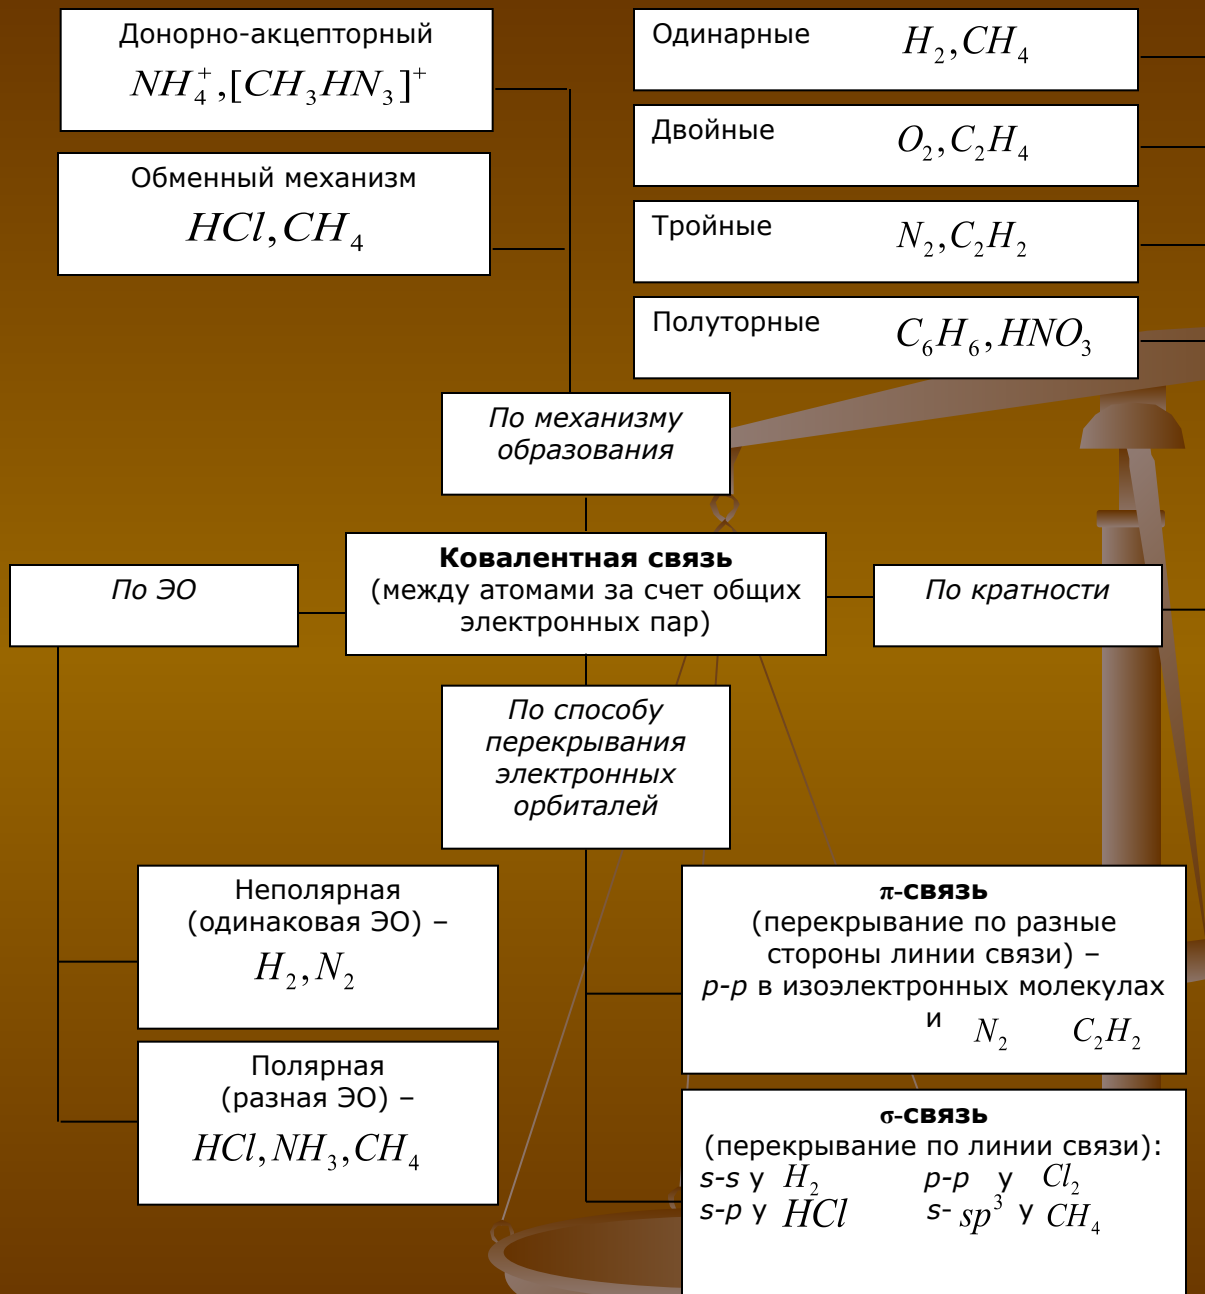 Донорно-акцепторный
NH₄⁺,[CH₃HN₃]⁺
Обменный механизм
HCl,CH₄
Одинарные H₂,CH₄
Двойные O₂,C₂H₄
Тройные N₂,C₂H₂
Полуторные C₆H₆,HNO₃
По механизму
образования
По ЭО
Ковалентная связь
(между атомами за счет общих
электронных пар)
По кратности
По способу
перекрывания
электронных
орбиталей
Неполярная
(одинаковая ЭО) –
H₂,N₂
Полярная
(разная ЭО) –
HCl,NH₃,CH₄
π-связь
(перекрывание по разные
стороны линии связи) –
p-p в изоэлектронных молекулах
и N₂ C₂H₂
σ-связь
(перекрывание по линии связи):
s-s у H₂ p-p у Cl₂
s-p у HCl s- sp³ у CH₄